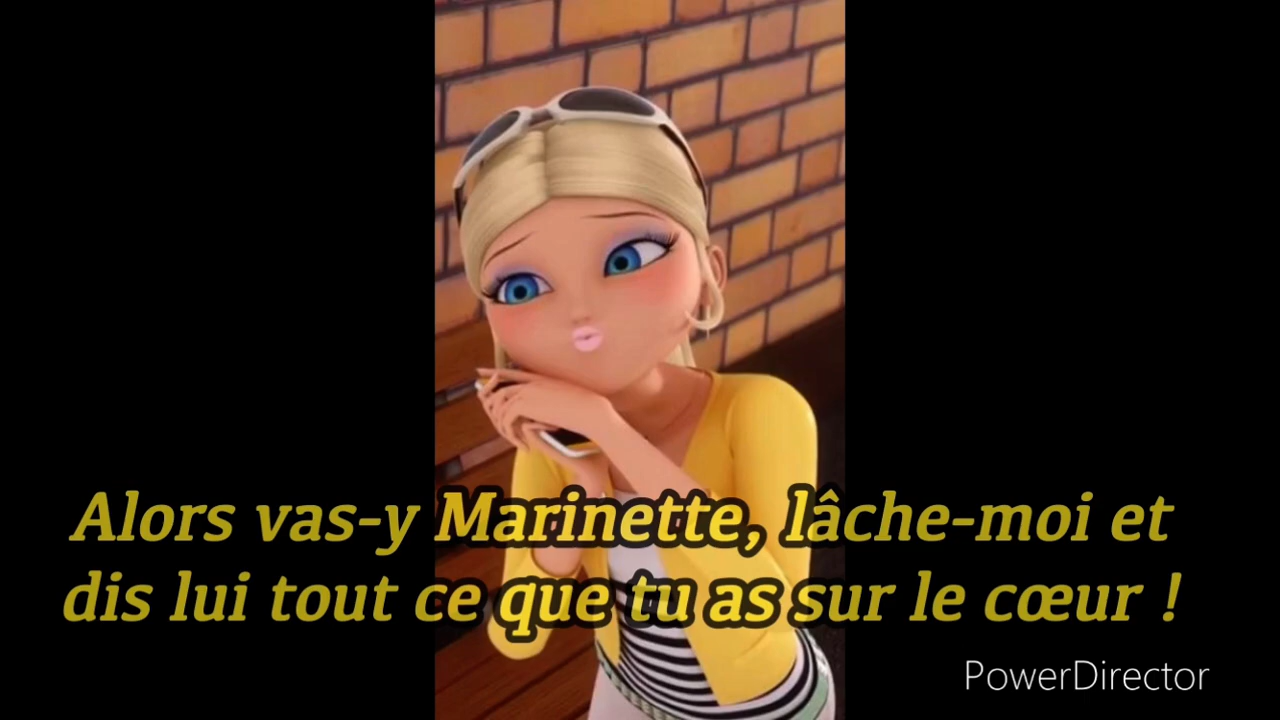 Alors vas-y Marinette, lâche-moi et
dis lui tout ce que tu as sur le cœur !
PowerDirector